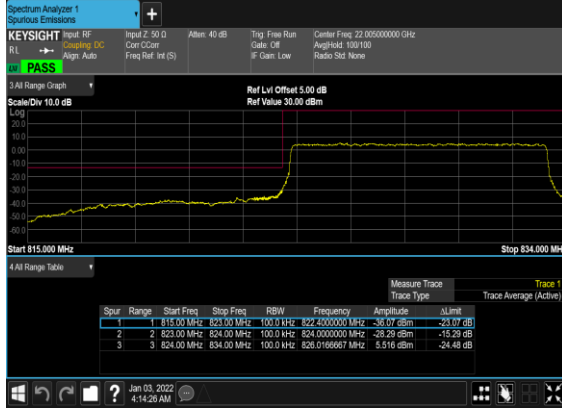 Spectrum Analyzer 1
Spurious Emissions
+
KEYSIGHT Input: RF Input Z: 50 Ω Atten: 40 dB Trig: Free Run Center Freq: 22.005000000 GHz
RL Coupling: DC Corr CCorr Gate: Off Avg|Hold: 100/100
Align: Auto Freq Ref: Int (S) IF Gain: Low Radio Std: None
PASS
3 All Range Graph
Ref Lvl Offset 5.00 dB
Scale/Div 10.0 dB Ref Value 30.00 dBm
Log
20.0
10.0
0.00
-10.0
-20.0
-30.0
-40.0
-50.0
-60.0
Start 815.000 MHz Stop 834.000 MH
4 All Range Table
Measure Trace Trace 1
Trace Type Trace Average (Active)
Spur Range Start Freq Stop Freq RBW Frequency Amplitude ΔLimit
1 1 815.00 MHz 823.00 MHz 100.0 kHz 822.4000000 MHz -36.07 dBm -23.07 dB
2 2 823.00 MHz 824.00 MHz 100.0 kHz 824.0000000 MHz -28.29 dBm -15.29 dB
3 3 824.00 MHz 834.00 MHz 100.0 kHz 826.0166667 MHz 5.516 dBm -24.48 dB
? Jan 03, 2022
4:14:26 AM